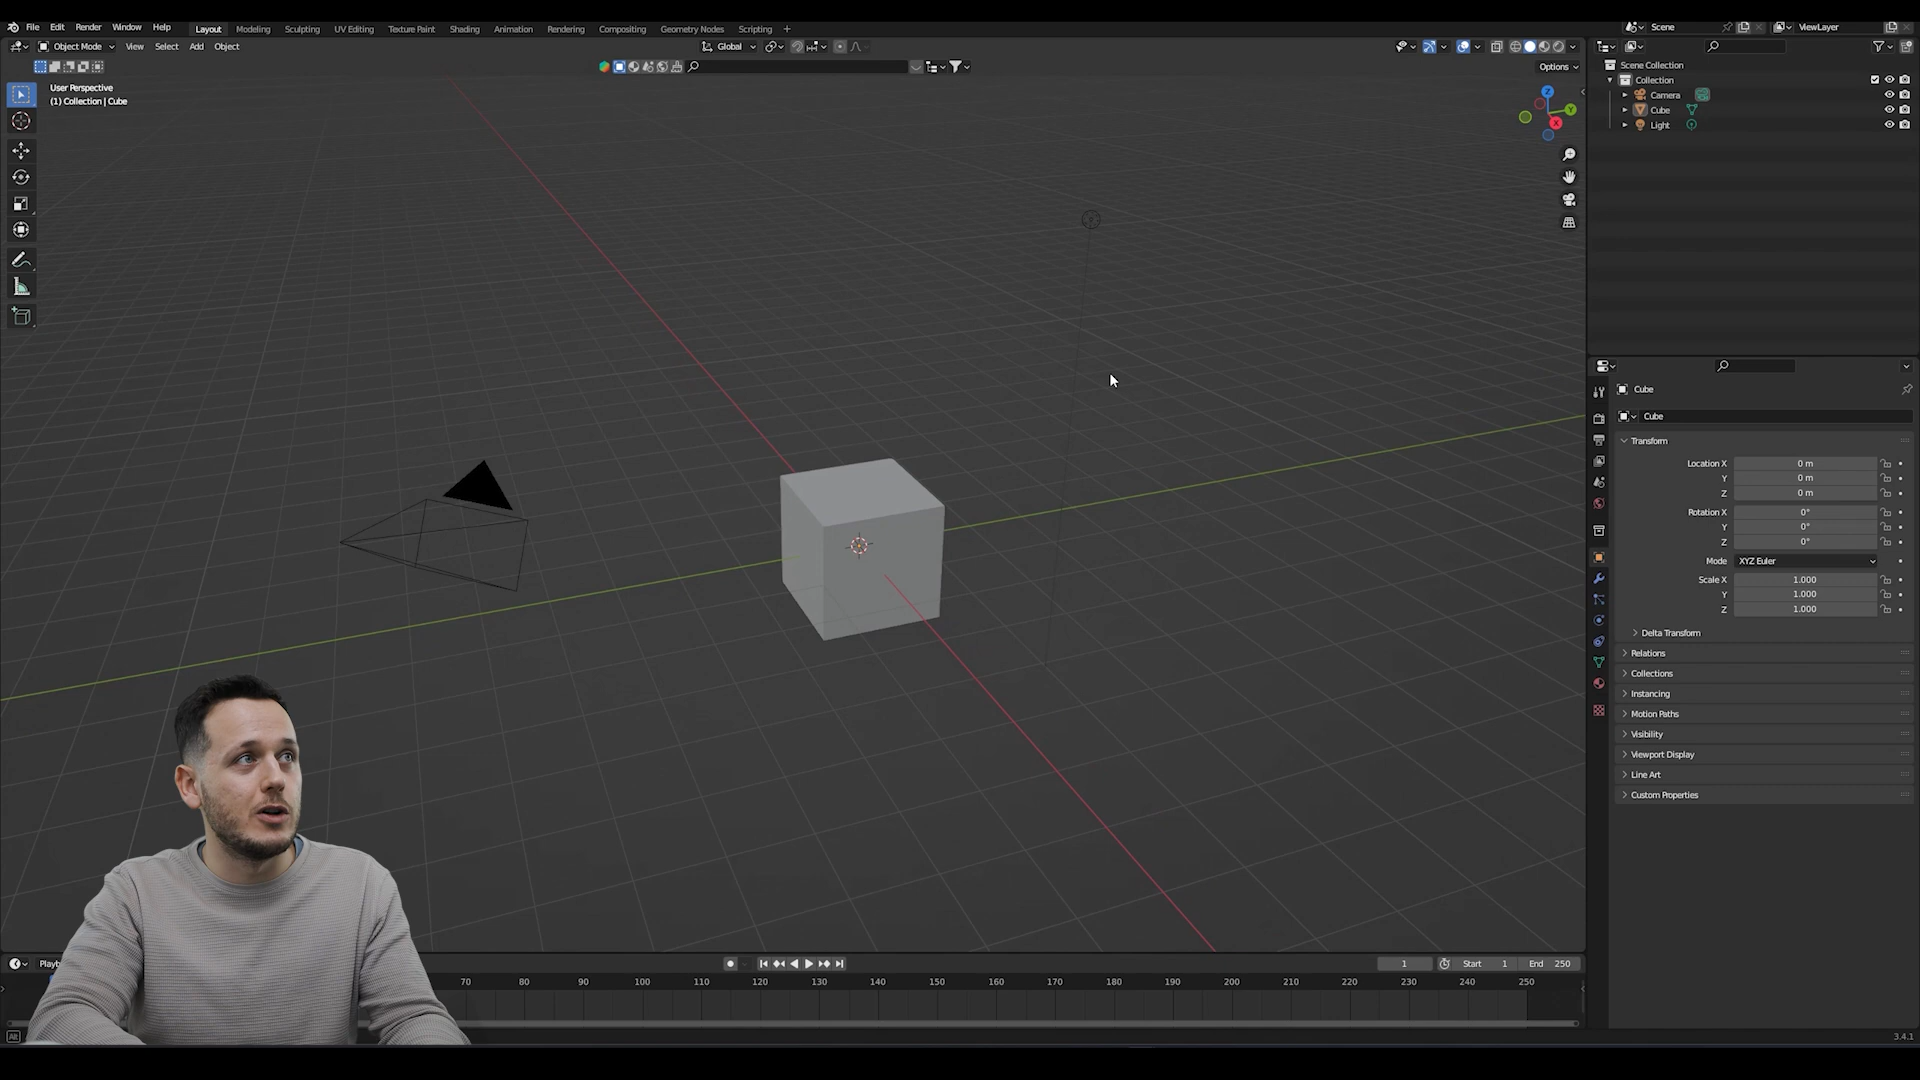 File Edit Render Window Help Layout Modeling Sculpting UV Editing Texture Paint Shading Animation Rendering Compositing Geometry Nodes Scripting + Scene ViewLayer
Object Mode View Select Add Object Global
Options
User Perspective
(1) Collection | Cube
Z
Y
X
Scene Collection
Collection
Camera
Cube
Light
Cube
Cube
Transform
Location X 0 m
Y 0 m
Z 0 m
Rotation X 0°
Y 0°
Z 0°
Mode XYZ Euler
Scale X 1.000
Y 1.000
Z 1.000
Delta Transform
Relations
Collections
Instancing
Motion Paths
Visibility
Viewport Display
Line Art
Custom Properties
1 Start 1 End 250
70 80 90 100 110 120 130 140 150 160 170 180 190 200 210 220 230 240 250
Alt
3.4.1